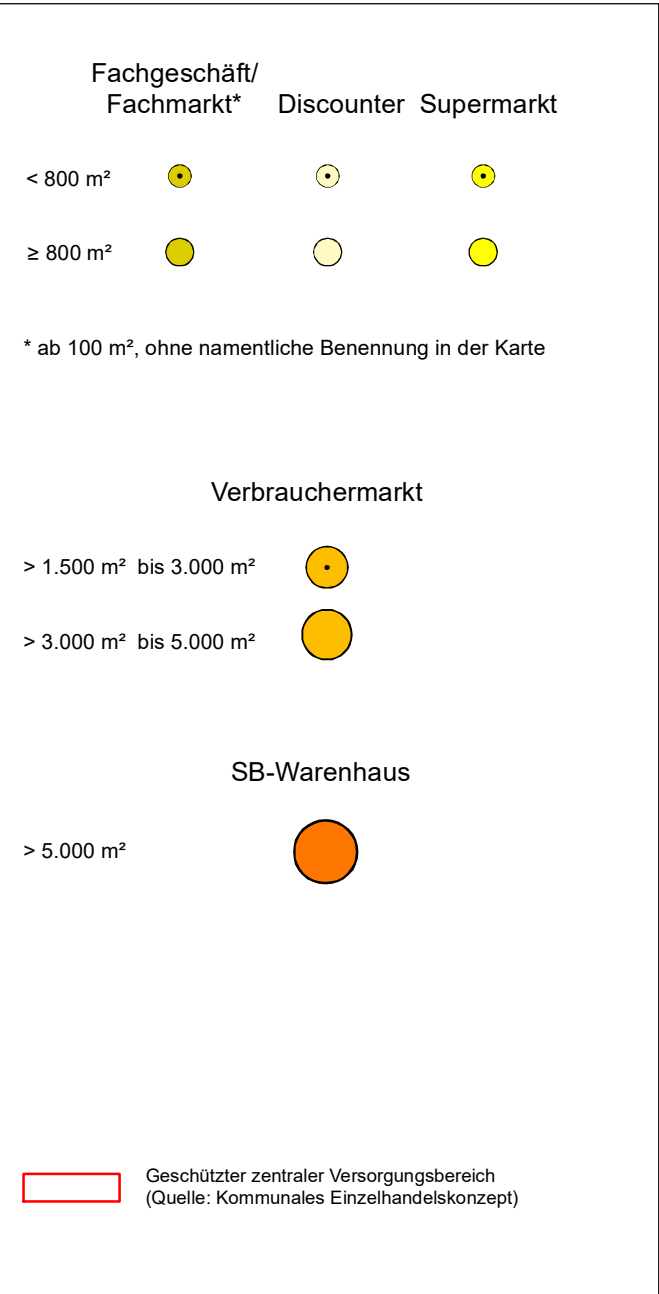 Fachgeschäft/
Fachmarkt* Discounter Supermarkt
< 800 m²
≥ 800 m²
* ab 100 m², ohne namentliche Benennung in der Karte
Verbrauchermarkt
> 1.500 m² bis 3.000 m²
> 3.000 m² bis 5.000 m²
SB-Warenhaus
> 5.000 m²
Geschützter zentraler Versorgungsbereich
(Quelle: Kommunales Einzelhandelskonzept)